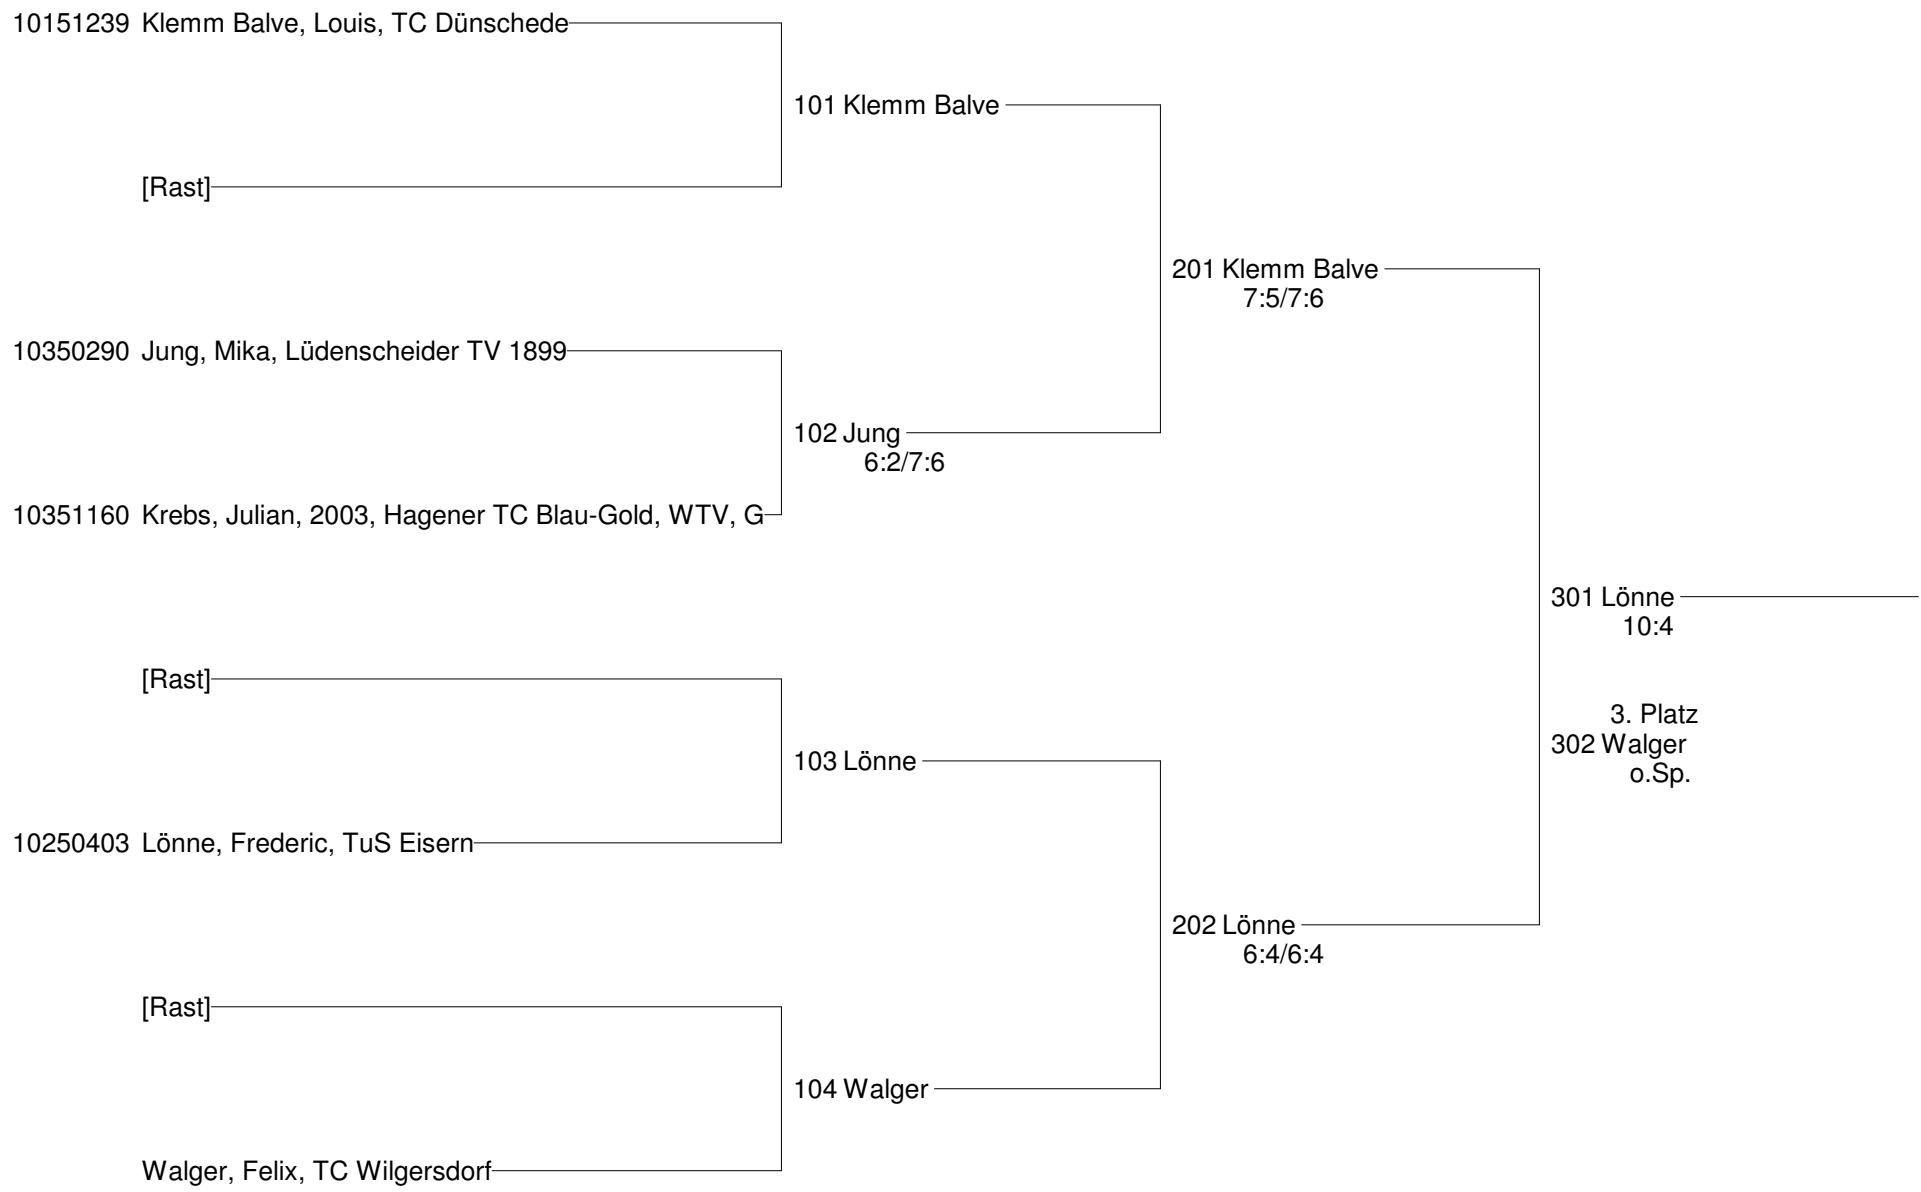 10151239 Klemm Balve, Louis, TC Dünschede
101 Klemm Balve
[Rast]
201 Klemm Balve
7:5/7:6
10350290 Jung, Mika, Lüdenscheider TV 1899
102 Jung
6:2/7:6
10351160 Krebs, Julian, 2003, Hagener TC Blau-Gold, WTV, G
301 Lönne
10:4
[Rast]
3. Platz
302 Walger
o.Sp.
103 Lönne
10250403 Lönne, Frederic, TuS Eisern
202 Lönne
6:4/6:4
[Rast]
104 Walger
Walger, Felix, TC Wilgersdorf